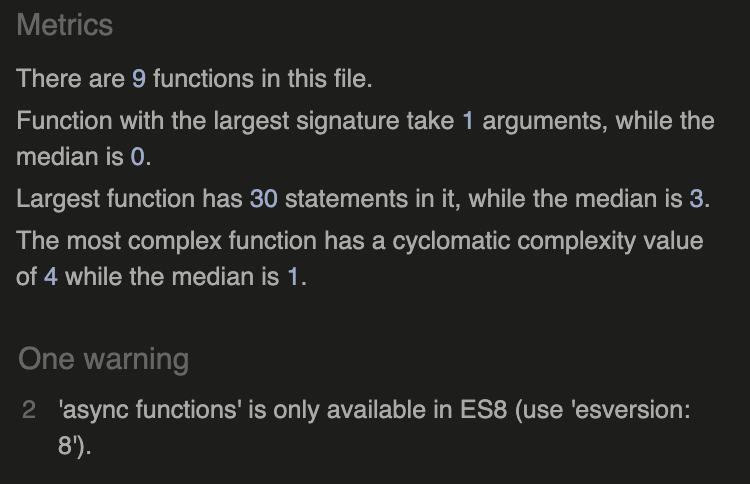 Metrics
There are 9 functions in this file.
Function with the largest signature take 1 arguments, while the
median is 0.
Largest function has 30 statements in it, while the median is 3.
The most complex function has a cyclomatic complexity value
of 4 while the median is 1.
One warning
2 'async functions' is only available in ES8 (use 'esversion:
8').